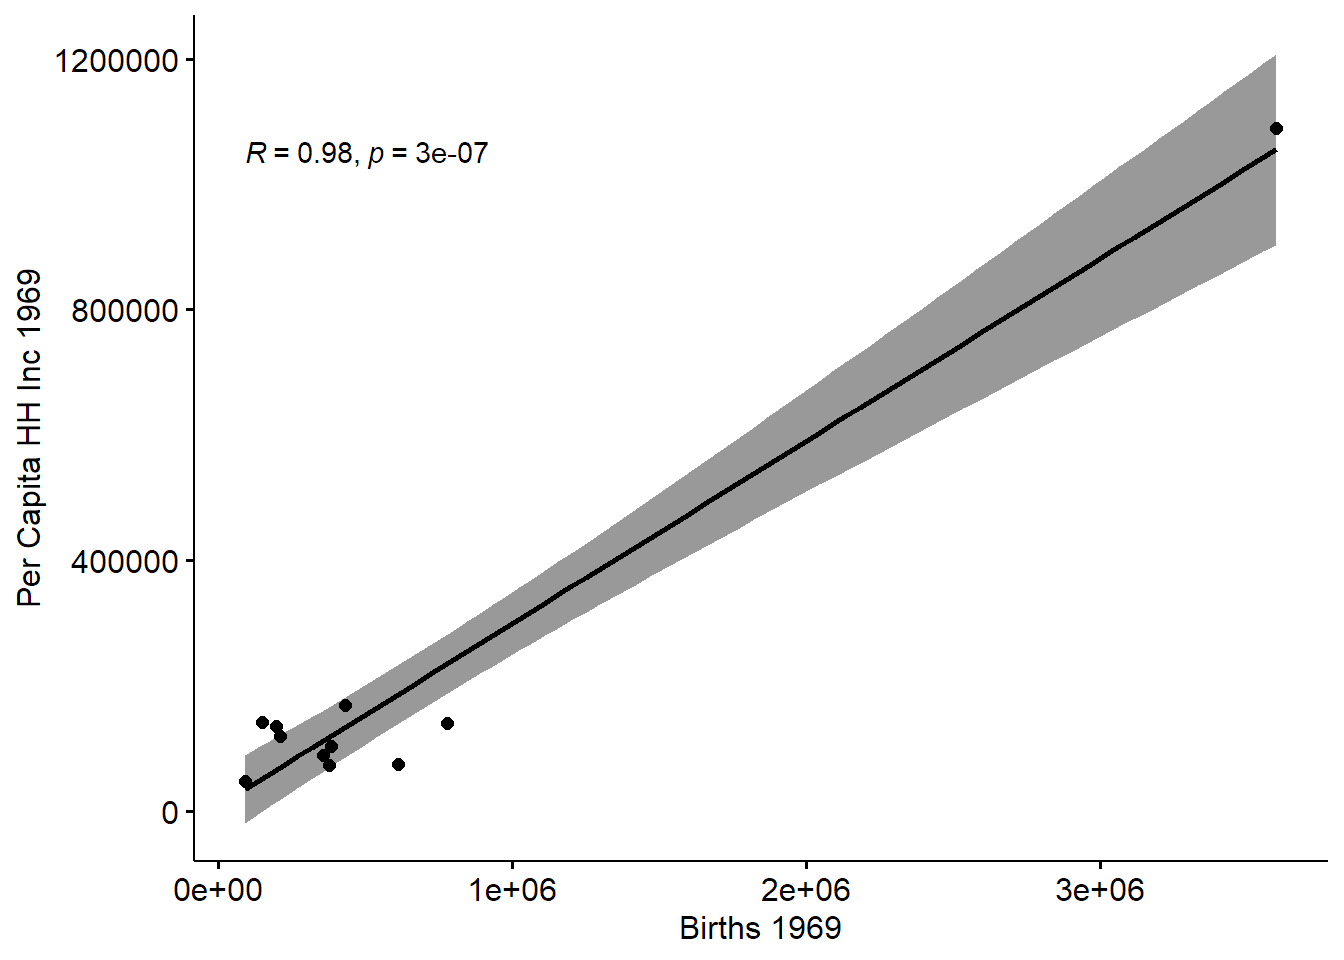 1200000
R = 0.98, p = 3e-07
800000
400000
0
Per Capita HH Inc 1969
0e+00 1e+06 2e+06 3e+06
Births 1969